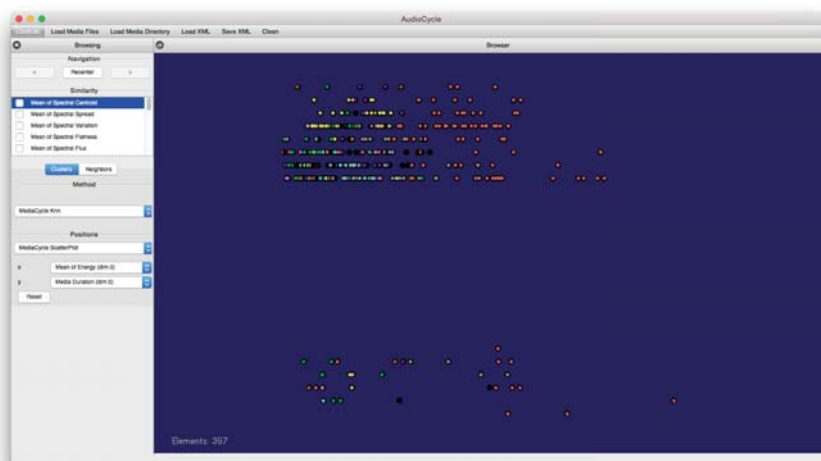 AudioCycle
Load Media Files Load Media Directory Load XML Save XML Clean
Browsing
Browser
Navigation
< Recenter >
Similarity
Mean of Spectral Centroid
Mean of Spectral Spread
Mean of Spectral Variation
Mean of Spectral Flatness
Mean of Spectral Flux
Clusters Neighbors
Method
MediaCycle Knn
Positions
MediaCycle ScatterPlot
x Mean of Energy (dim 0)
y Media Duration (dim 0)
Reset
Elements: 397